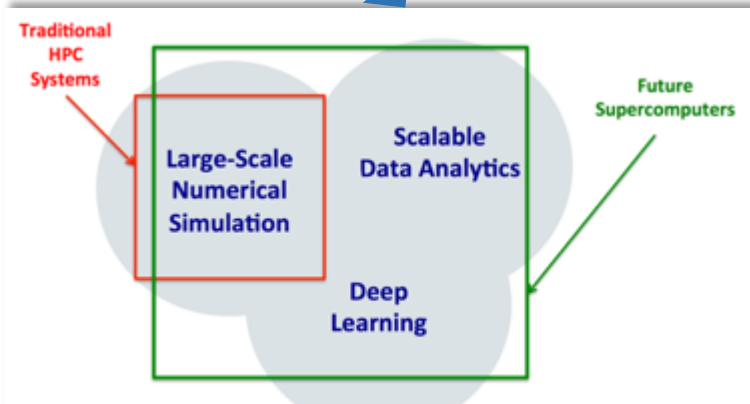 Traditional
HPC
Systems
Future
Supercomputers
Scalable
Data Analytics
Large-Scale
Numerical
Simulation
Deep
Learning